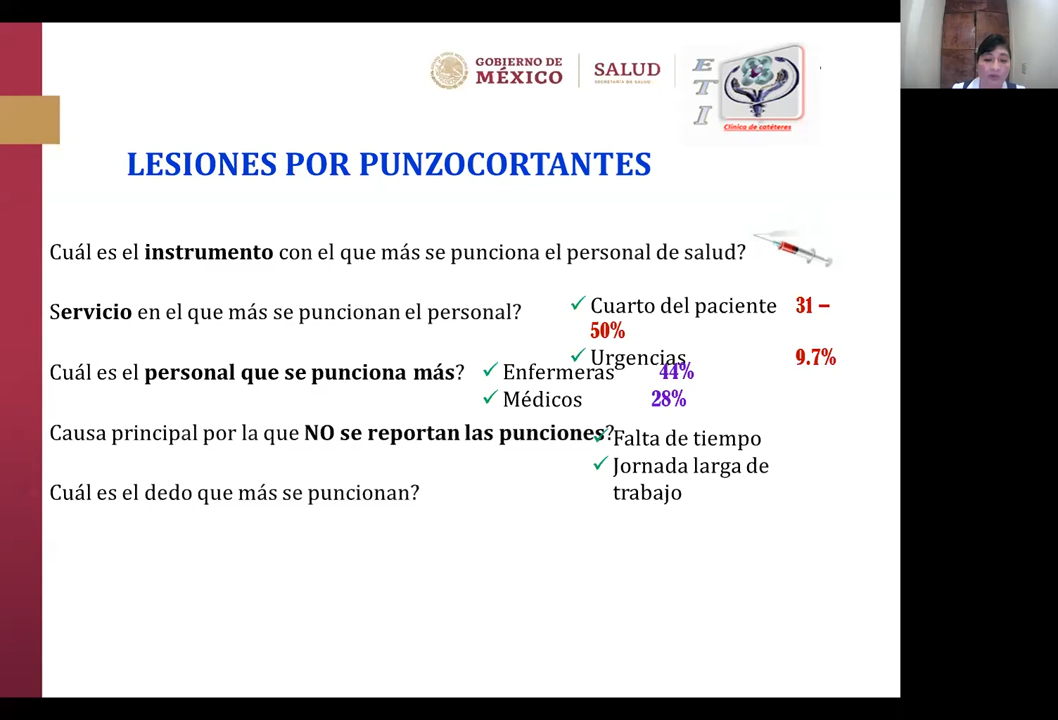 GOBIERNO DE
MÉXICO
SALUD
SECRETARÍA DE SALUD
ETI
Clínica de catéteres
LESIONES POR PUNZOCORTANTES
Cuál es el instrumento con el que más se punciona el personal de salud?
Servicio en el que más se puncionan el personal?
✓ Cuarto del paciente 31 –
50%
✓ Urgencias 9.7%
Cuál es el personal que se punciona más?
✓ Enfermeras 44%
✓ Médicos 28%
Causa principal por la que NO se reportan las punciones?
✓ Falta de tiempo
✓ Jornada larga de
trabajo
Cuál es el dedo que más se puncionan?